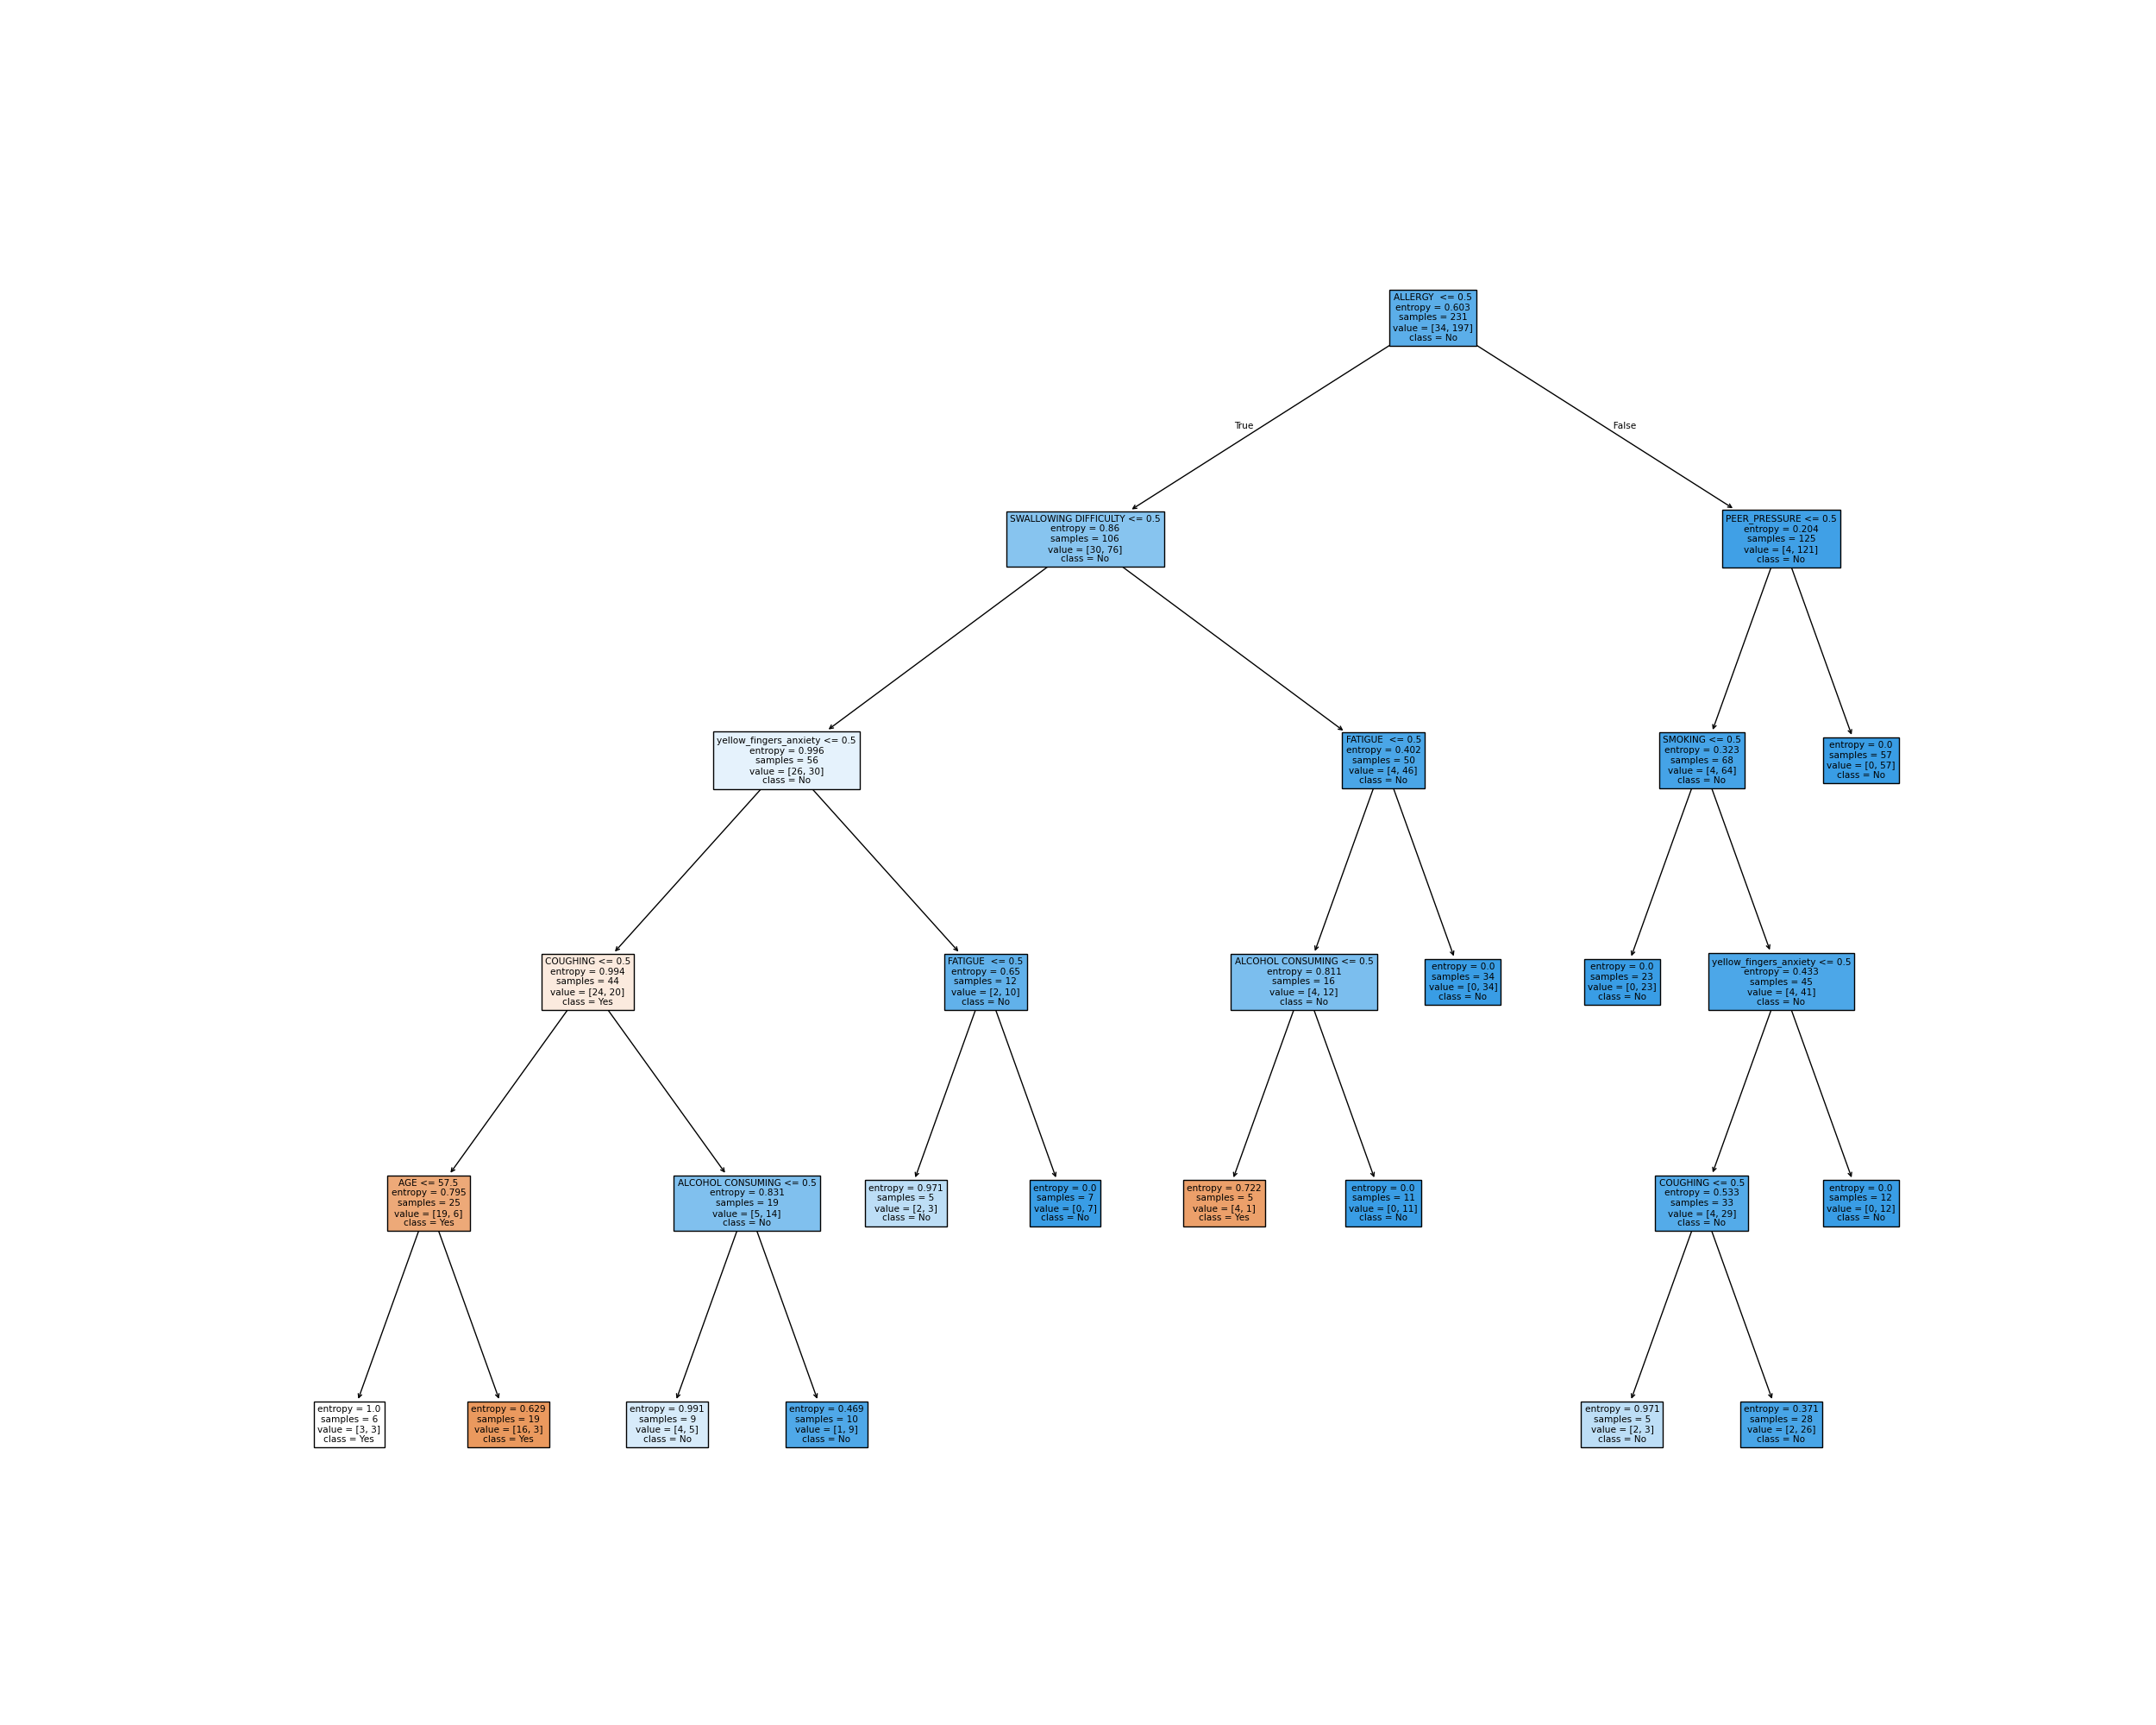 ALLERGY  <= 0.5
entropy = 0.603
samples = 231
value = [34, 197]
class = No
True
False
SWALLOWING DIFFICULTY <= 0.5
entropy = 0.86
samples = 106
value = [30, 76]
class = No
PEER_PRESSURE <= 0.5
entropy = 0.204
samples = 125
value = [4, 121]
class = No
yellow_fingers_anxiety <= 0.5
entropy = 0.996
samples = 56
value = [26, 30]
class = No
FATIGUE  <= 0.5
entropy = 0.402
samples = 50
value = [4, 46]
class = No
SMOKING <= 0.5
entropy = 0.323
samples = 68
value = [4, 64]
class = No
entropy = 0.0
samples = 57
value = [0, 57]
class = No
COUGHING <= 0.5
entropy = 0.994
samples = 44
value = [24, 20]
class = Yes
FATIGUE  <= 0.5
entropy = 0.65
samples = 12
value = [2, 10]
class = No
ALCOHOL CONSUMING <= 0.5
entropy = 0.811
samples = 16
value = [4, 12]
class = No
entropy = 0.0
samples = 34
value = [0, 34]
class = No
entropy = 0.0
samples = 23
value = [0, 23]
class = No
yellow_fingers_anxiety <= 0.5
entropy = 0.433
samples = 45
value = [4, 41]
class = No
AGE <= 57.5
entropy = 0.795
samples = 25
value = [19, 6]
class = Yes
ALCOHOL CONSUMING <= 0.5
entropy = 0.831
samples = 19
value = [5, 14]
class = No
entropy = 0.971
samples = 5
value = [2, 3]
class = No
entropy = 0.0
samples = 7
value = [0, 7]
class = No
entropy = 0.722
samples = 5
value = [4, 1]
class = Yes
entropy = 0.0
samples = 11
value = [0, 11]
class = No
COUGHING <= 0.5
entropy = 0.533
samples = 33
value = [4, 29]
class = No
entropy = 0.0
samples = 12
value = [0, 12]
class = No
entropy = 1.0
samples = 6
value = [3, 3]
class = Yes
entropy = 0.629
samples = 19
value = [16, 3]
class = Yes
entropy = 0.991
samples = 9
value = [4, 5]
class = No
entropy = 0.469
samples = 10
value = [1, 9]
class = No
entropy = 0.971
samples = 5
value = [2, 3]
class = No
entropy = 0.371
samples = 28
value = [2, 26]
class = No